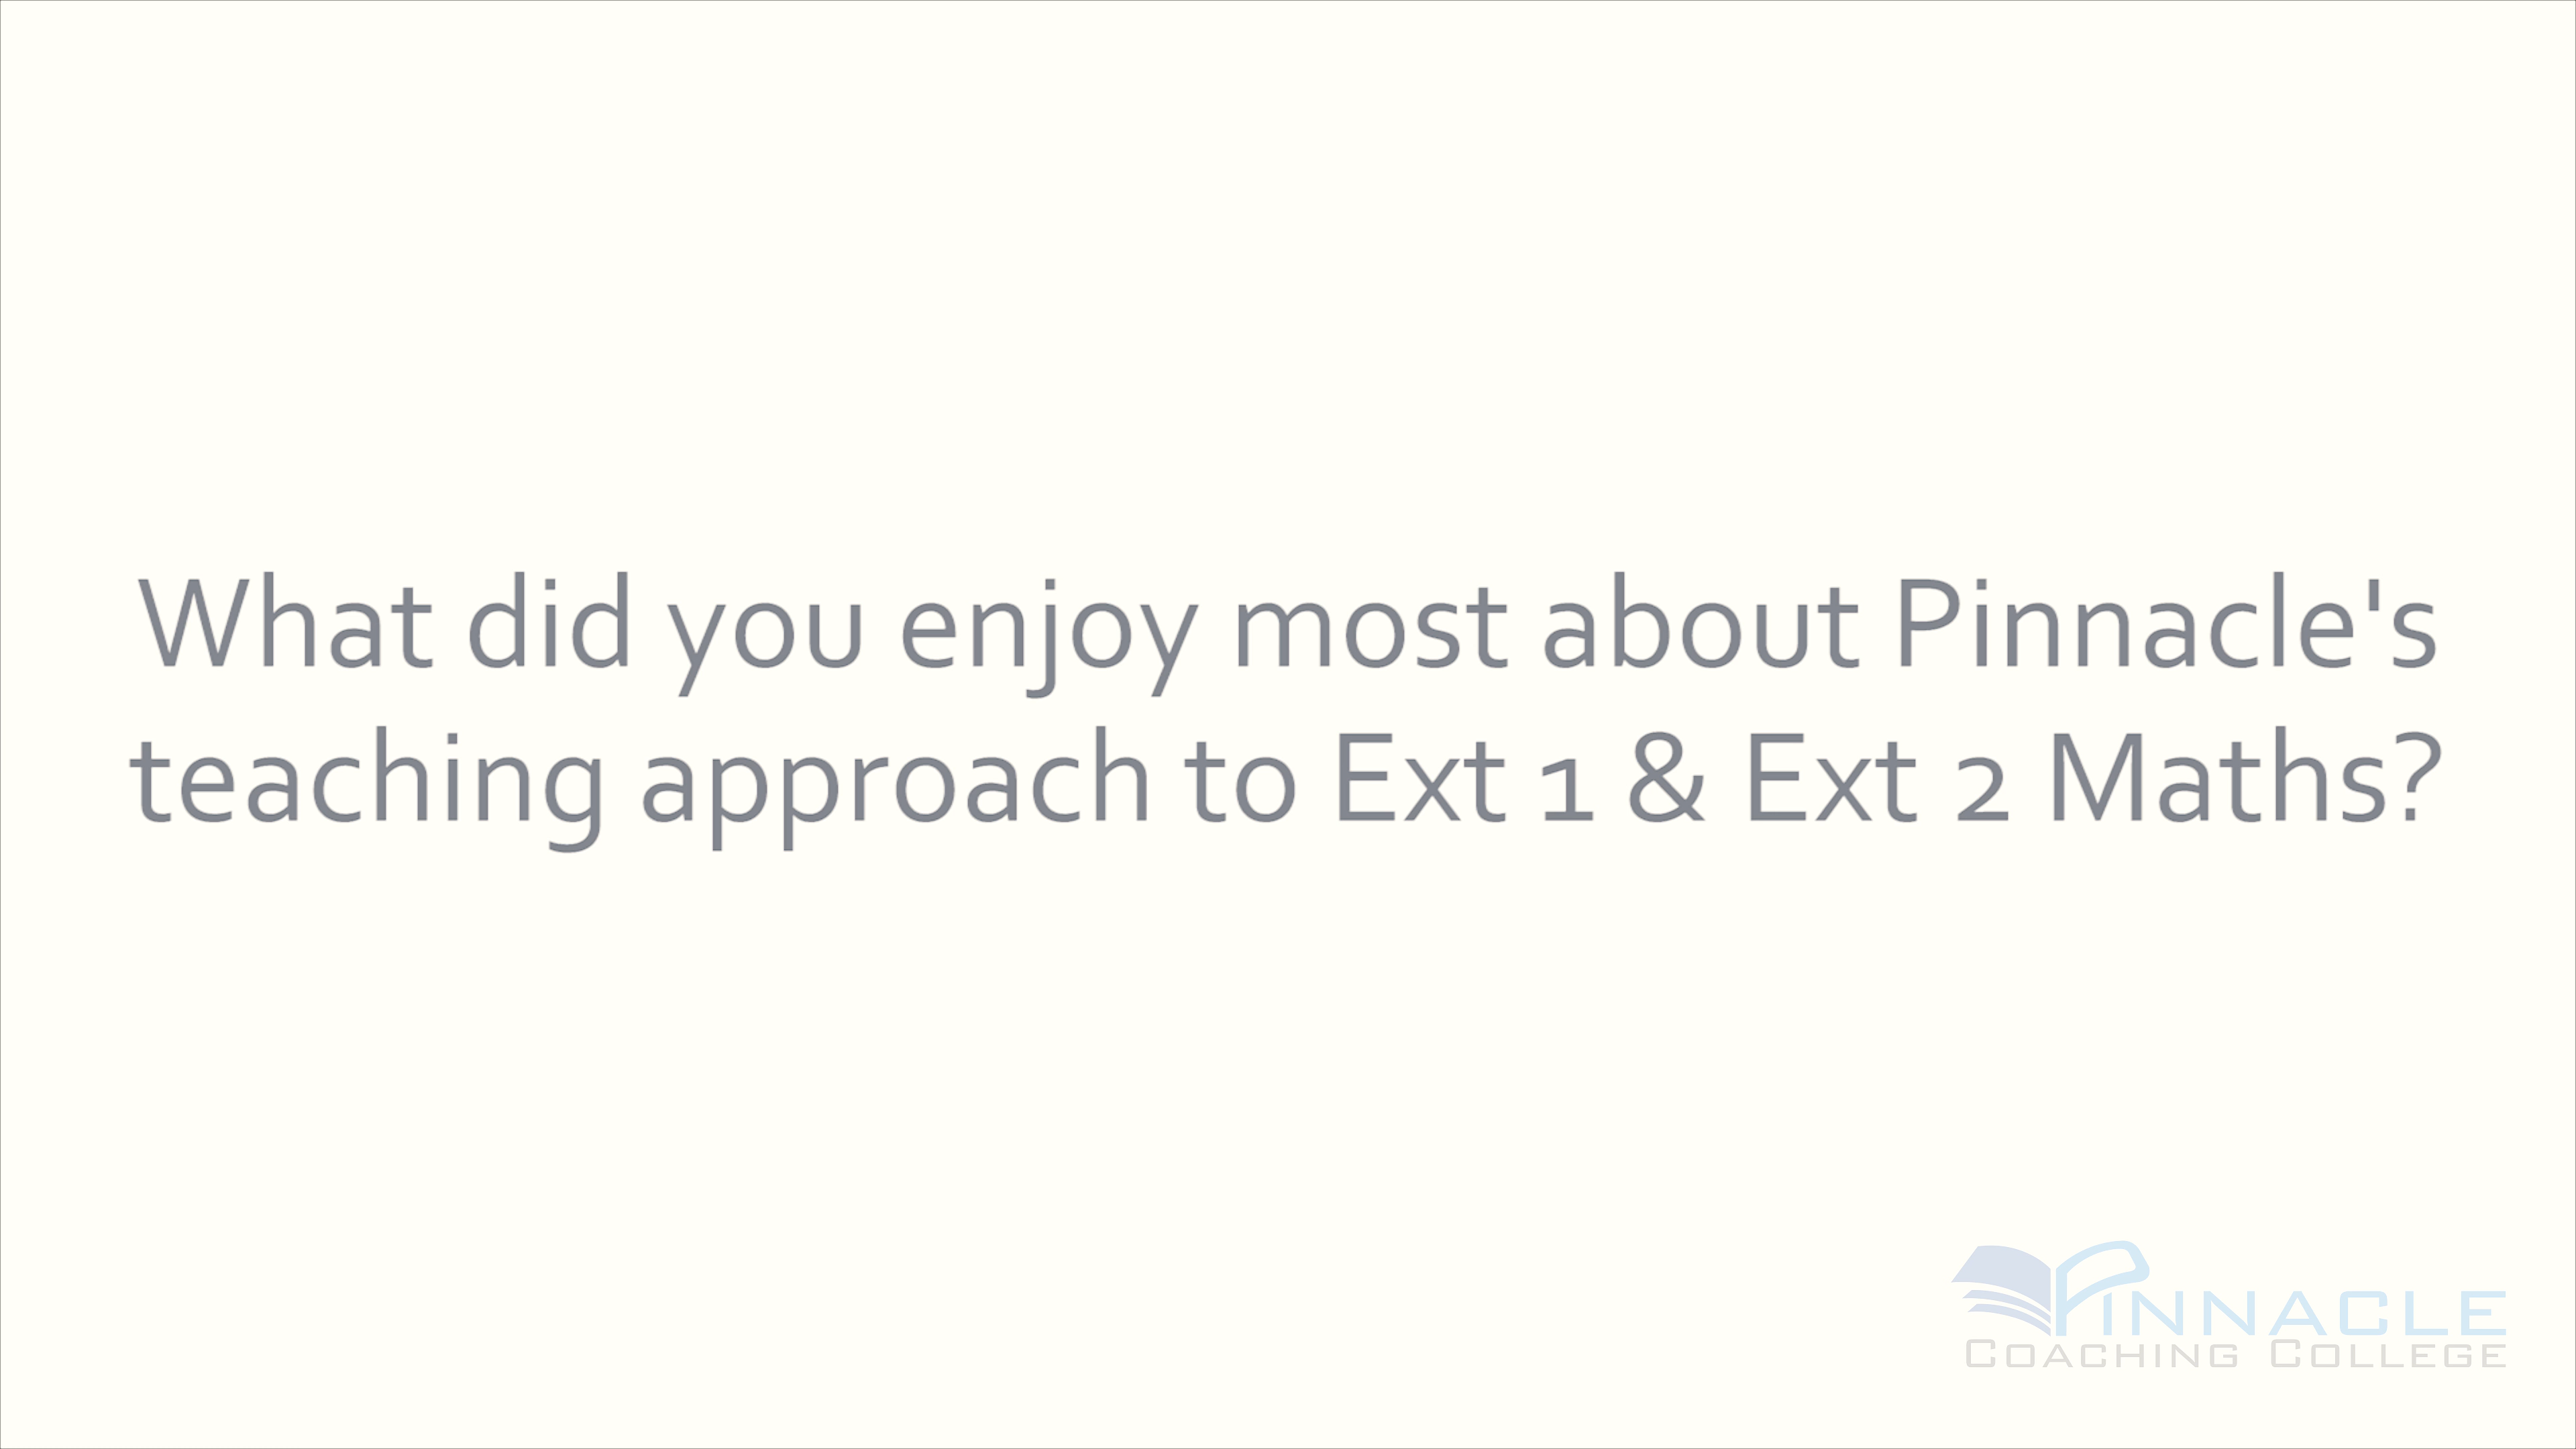 What did you enjoy most about Pinnacle's
teaching approach to Ext 1 & Ext 2 Maths?
PINNACLE
COACHING COLLEGE